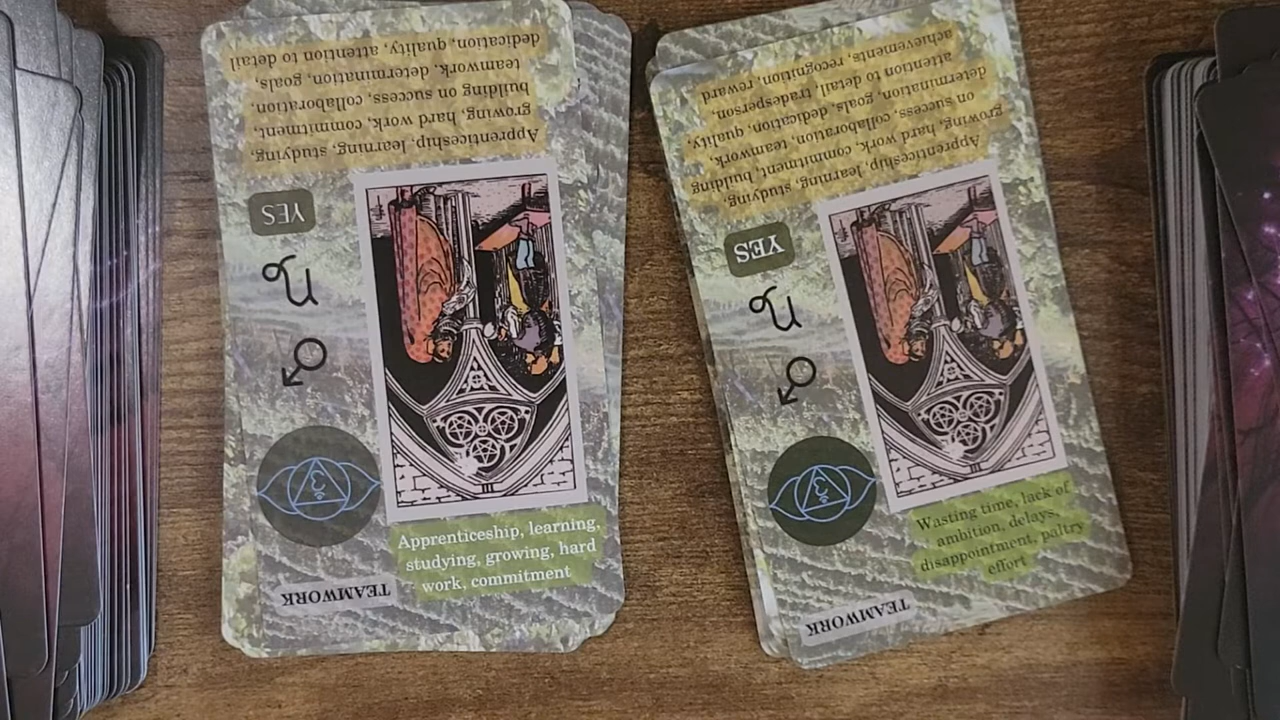 Apprenticeship, learning, studying,
growing, hard work, commitment,
building on success, collaboration,
teamwork, determination, goals,
dedication, quality, attention to detail
YES
Apprenticeship, learning,
studying, growing, hard
work, commitment
TEAMWORK
Apprenticeship, learning, studying,
growing, hard work, commitment, building
on success, collaboration, teamwork,
determination, goals, dedication, quality,
attention to detail, tradesperson,
achievements, recognition, reward
YES
Wasting time, lack of
ambition, delays,
disappointment, paltry
effort
TEAMWORK